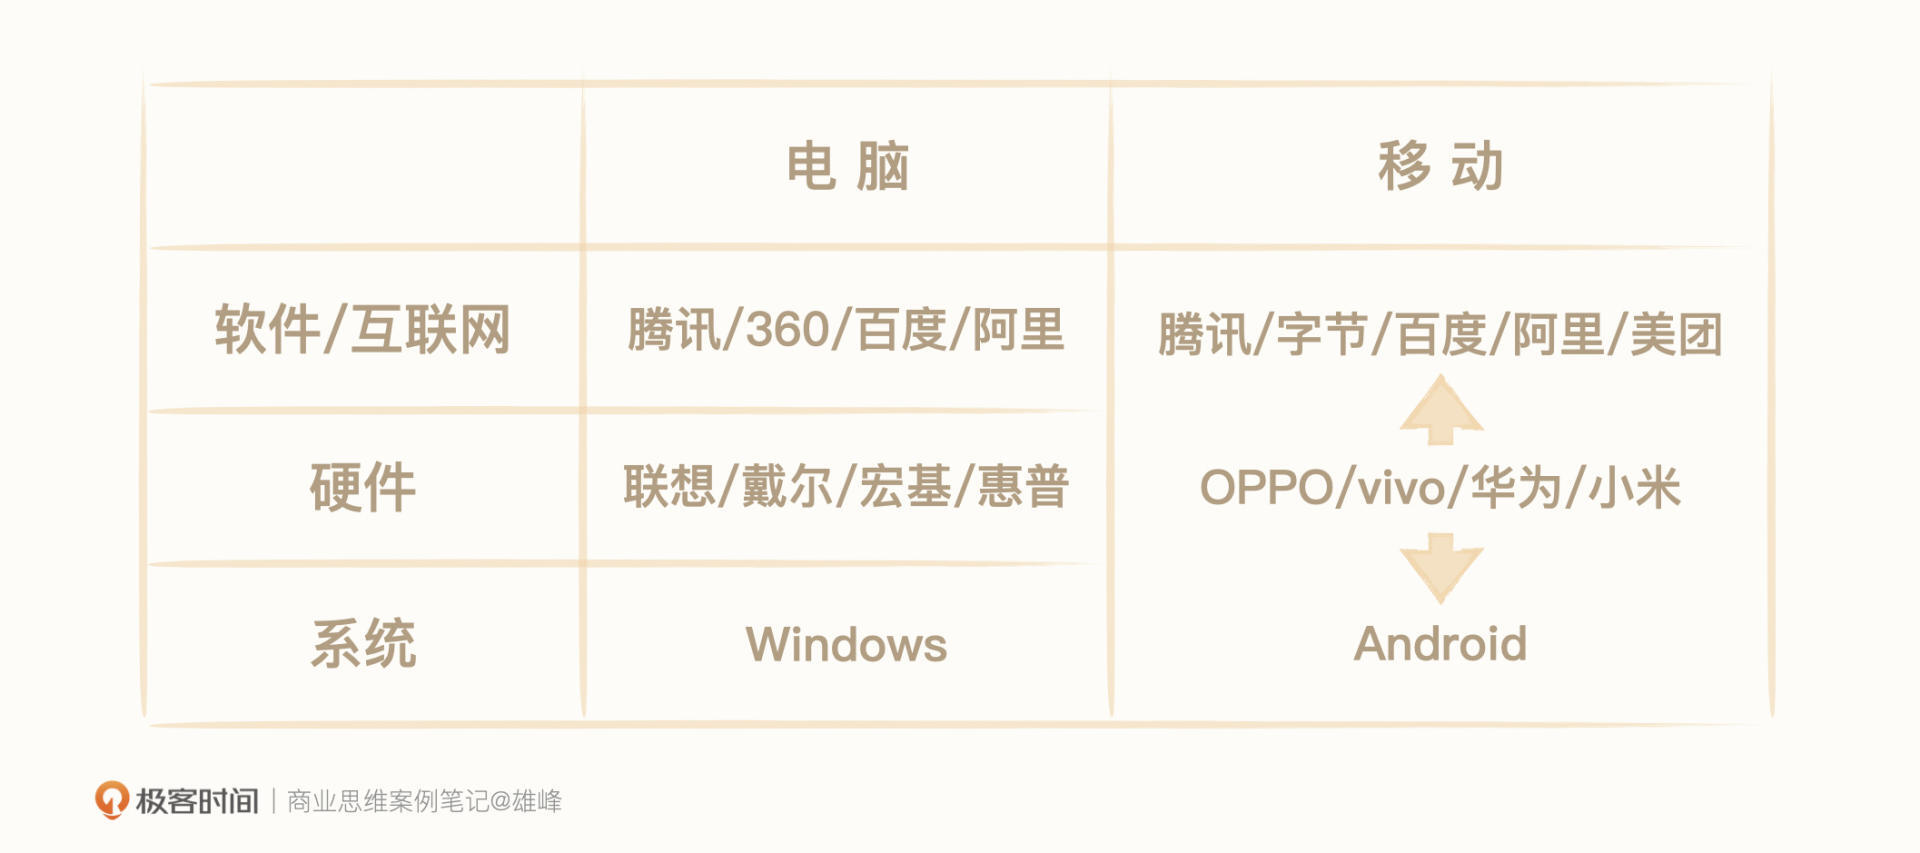 电 脑 移 动
软件/互联网 腾讯/360/百度/阿里 腾讯/字节/百度/阿里/美团
硬件 联想/戴尔/宏基/惠普 OPPO/vivo/华为/小米
系统 Windows Android
极客时间 | 商业思维案例笔记@雄峰